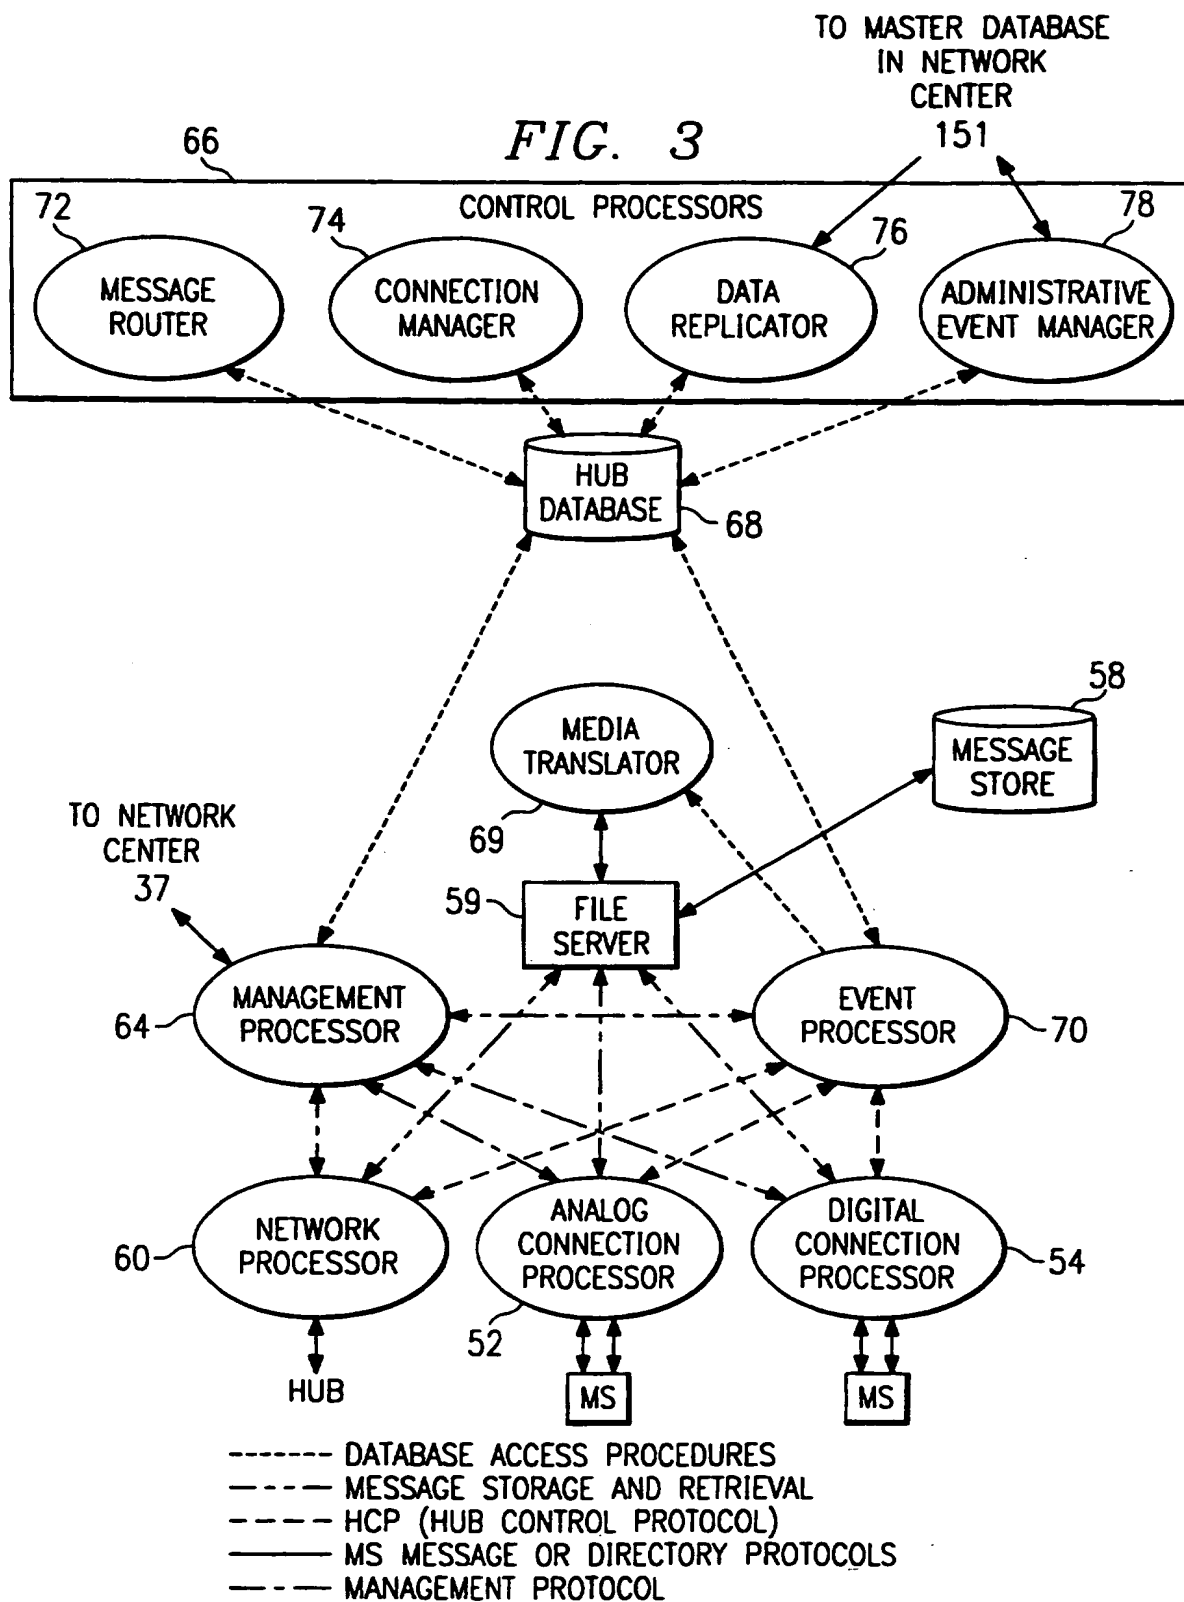 TO MASTER DATABASE
IN NETWORK
CENTER
151
FIG. 3
66
CONTROL PROCESSORS
72
74
76
78
MESSAGE
ROUTER
CONNECTION
MANAGER
DATA
REPLICATOR
ADMINISTRATIVE
EVENT MANAGER
HUB
DATABASE
68
58
MESSAGE
STORE
MEDIA
TRANSLATOR
69
TO NETWORK
CENTER
37
59
FILE
SERVER
MANAGEMENT
PROCESSOR
64
EVENT
PROCESSOR
70
NETWORK
PROCESSOR
60
ANALOG
CONNECTION
PROCESSOR
52
DIGITAL
CONNECTION
PROCESSOR
54
HUB
MS
MS
DATABASE ACCESS PROCEDURES
MESSAGE STORAGE AND RETRIEVAL
HCP (HUB CONTROL PROTOCOL)
MS MESSAGE OR DIRECTORY PROTOCOLS
MANAGEMENT PROTOCOL